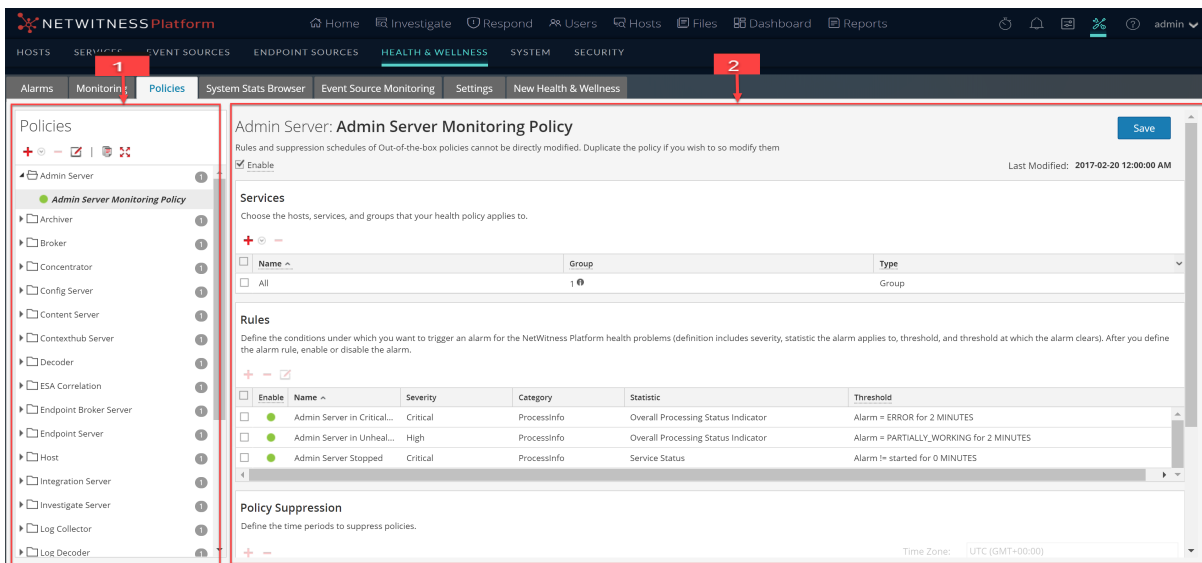 NETWITNESS Platform
Home Investigate Respond Users Hosts Files Dashboard Reports admin
HOSTS SERVICES EVENT SOURCES ENDPOINT SOURCES HEALTH & WELLNESS SYSTEM SECURITY
1
2
Alarms Monitoring Policies System Stats Browser Event Source Monitoring Settings New Health & Wellness
Policies
Admin Server 1
Admin Server Monitoring Policy
Archiver 1
Broker 1
Concentrator 1
Config Server 1
Content Server 1
Contexthub Server 1
Decoder 1
ESA Correlation 1
Endpoint Broker Server 1
Endpoint Server 1
Host 1
Integration Server 1
Investigate Server 1
Log Collector 1
Log Decoder 1
Admin Server: Admin Server Monitoring Policy
Save
Rules and suppression schedules of Out-of-the-box policies cannot be directly modified. Duplicate the policy if you wish to so modify them
Enable
Last Modified: 2017-02-20 12:00:00 AM
Services
Choose the hosts, services, and groups that your health policy applies to.
Name Group Type
All 1 Group
Rules
Define the conditions under which you want to trigger an alarm for the NetWitness Platform health problems (definition includes severity, statistic the alarm applies to, threshold, and threshold at which the alarm clears). After you define
the alarm rule, enable or disable the alarm.
Enable Name Severity Category Statistic Threshold
Admin Server in Critical... Critical ProcessInfo Overall Processing Status Indicator Alarm = ERROR for 2 MINUTES
Admin Server in Unheal... High ProcessInfo Overall Processing Status Indicator Alarm = PARTIALLY_WORKING for 2 MINUTES
Admin Server Stopped Critical ProcessInfo Service Status Alarm != started for 0 MINUTES
Policy Suppression
Define the time periods to suppress policies.
Time Zone: UTC (GMT+00:00)